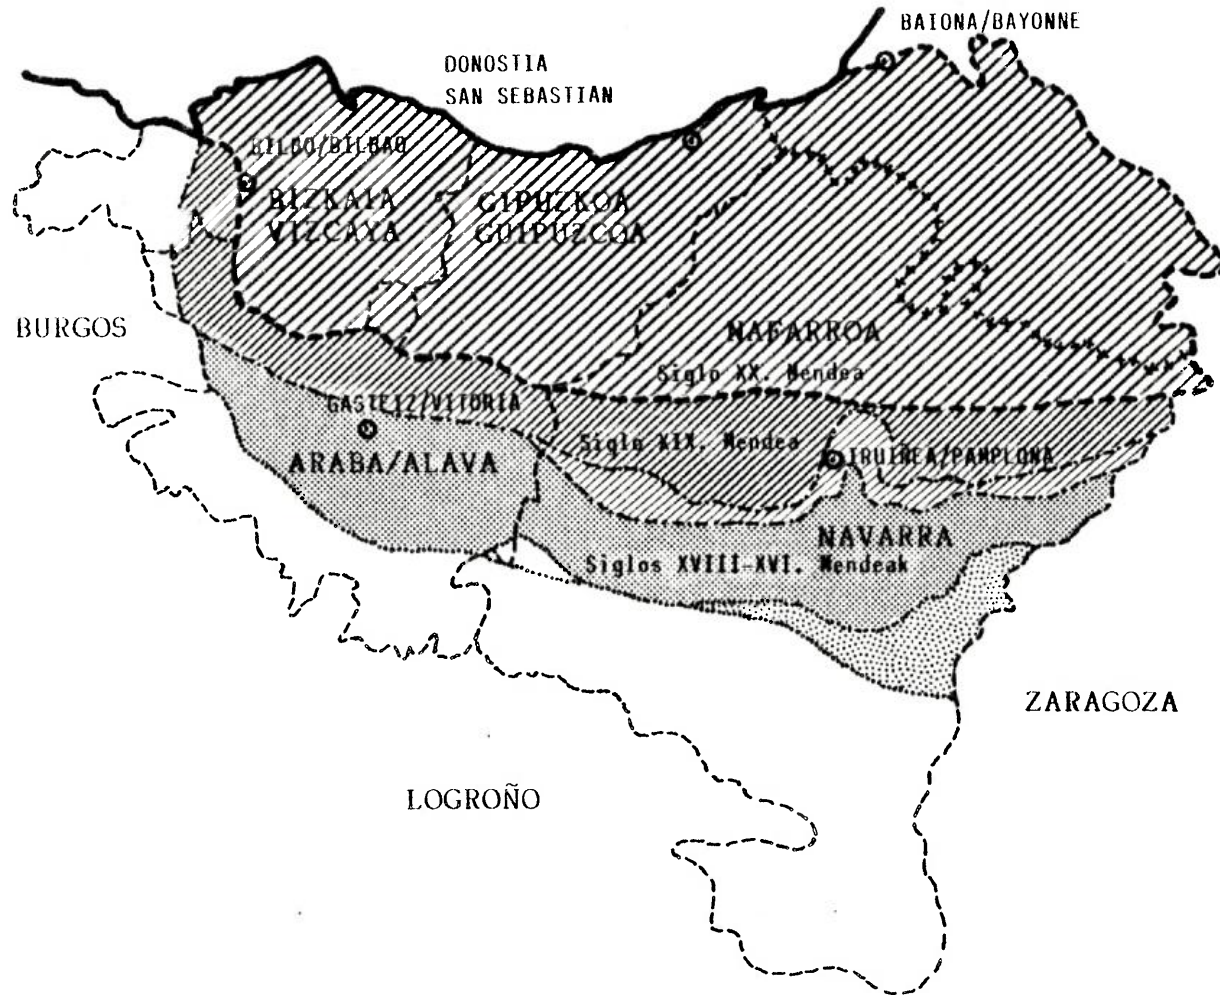 BAIONA/BAYONNE
DONOSTIA
SAN SEBASTIAN
BILBO/BILBAO
BIZKAIA
VIZCAYA
GIPUZKOA
GUIPUZCOA
BURGOS
NAFARROA
Siglo XX. Mendea
GASTEIZ/VITORIA
Siglo XIX. Mendea
IRUIÑEA/PAMPLONA
ARABA/ALAVA
NAVARRA
Siglos XVIII-XVI. Mendeak
ZARAGOZA
LOGROÑO